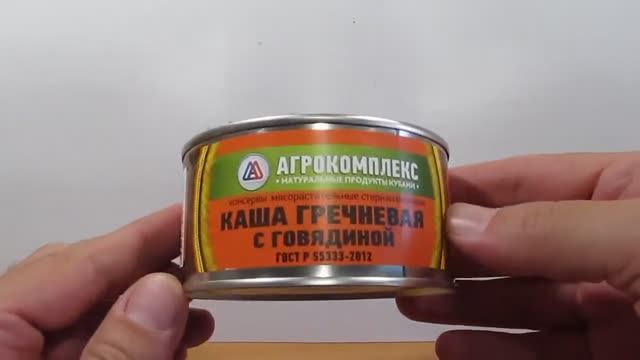 АГРОКОМПЛЕКС
• НАТУРАЛЬНЫЕ ПРОДУКТЫ КУБАНИ •
консервы мясорастительные стерилизованные
КАША ГРЕЧНЕВАЯ
С ГОВЯДИНОЙ
ГОСТ Р 55333-2012